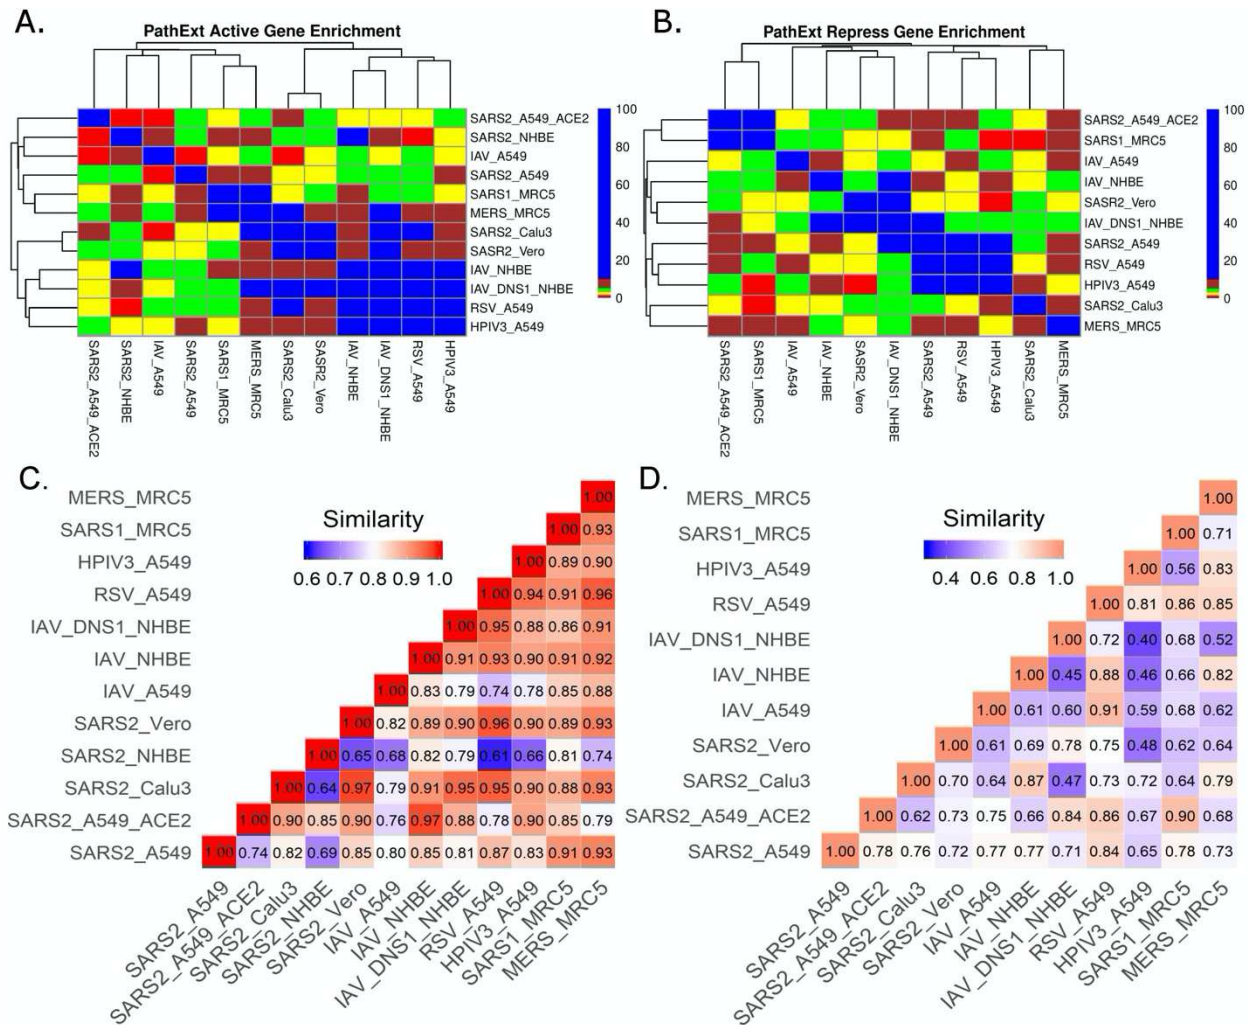 A.
PathExt Active Gene Enrichment
SARS2_A549_ACE2
SARS2_NHBE
IAV_A549
SARS2_A549
SARS1_MRC5
MERS_MRC5
SARS2_Calu3
SASR2_Vero
IAV_NHBE
IAV_DNS1_NHBE
RSV_A549
HPIV3_A549
100
80
60
40
20
0
SARS2_A549_ACE2
SARS2_NHBE
IAV_A549
SARS2_A549
SARS1_MRC5
MERS_MRC5
SARS2_Calu3
SASR2_Vero
IAV_NHBE
IAV_DNS1_NHBE
RSV_A549
HPIV3_A549
B.
PathExt Repress Gene Enrichment
SARS2_A549_ACE2
SARS1_MRC5
IAV_A549
IAV_NHBE
SASR2_Vero
IAV_DNS1_NHBE
SARS2_A549
RSV_A549
HPIV3_A549
SARS2_Calu3
MERS_MRC5
100
80
60
40
20
0
SARS2_A549_ACE2
SARS1_MRC5
IAV_A549
IAV_NHBE
SASR2_Vero
IAV_DNS1_NHBE
SARS2_A549
RSV_A549
HPIV3_A549
SARS2_Calu3
MERS_MRC5
C.
Similarity
0.6 0.7 0.8 0.9 1.0
MERS_MRC5 1.00
SARS1_MRC5 1.00 0.93
HPIV3_A549 1.00 0.89 0.90
RSV_A549 1.00 0.94 0.91 0.96
IAV_DNS1_NHBE 1.00 0.95 0.88 0.86 0.91
IAV_NHBE 1.00 0.91 0.93 0.90 0.91 0.92
IAV_A549 1.00 0.83 0.79 0.74 0.78 0.85 0.88
SARS2_Vero 1.00 0.82 0.89 0.90 0.96 0.90 0.89 0.93
SARS2_NHBE 1.00 0.65 0.68 0.82 0.79 0.61 0.66 0.81 0.74
SARS2_Calu3 1.00 0.64 0.97 0.79 0.91 0.95 0.95 0.90 0.88 0.93
SARS2_A549_ACE2 1.00 0.90 0.85 0.90 0.76 0.97 0.88 0.78 0.90 0.85 0.79
SARS2_A549 1.00 0.74 0.82 0.69 0.85 0.80 0.85 0.81 0.87 0.83 0.91 0.93
SARS2_A549
SARS2_A549_ACE2
SARS2_Calu3
SARS2_NHBE
SARS2_Vero
IAV_A549
IAV_NHBE
IAV_DNS1_NHBE
RSV_A549
HPIV3_A549
SARS1_MRC5
MERS_MRC5
D.
Similarity
0.4 0.6 0.8 1.0
MERS_MRC5 1.00
SARS1_MRC5 1.00 0.71
HPIV3_A549 1.00 0.56 0.83
RSV_A549 1.00 0.81 0.86 0.85
IAV_DNS1_NHBE 1.00 0.72 0.40 0.68 0.52
IAV_NHBE 1.00 0.45 0.88 0.46 0.66 0.82
IAV_A549 1.00 0.61 0.60 0.91 0.59 0.68 0.62
SARS2_Vero 1.00 0.61 0.69 0.78 0.75 0.48 0.62 0.64
SARS2_Calu3 1.00 0.70 0.64 0.87 0.47 0.73 0.72 0.64 0.79
SARS2_A549_ACE2 1.00 0.62 0.73 0.75 0.66 0.84 0.86 0.67 0.90 0.68
SARS2_A549 1.00 0.78 0.76 0.72 0.77 0.77 0.71 0.84 0.65 0.78 0.73
SARS2_A549
SARS2_A549_ACE2
SARS2_Calu3
SARS2_Vero
IAV_A549
IAV_NHBE
IAV_DNS1_NHBE
RSV_A549
HPIV3_A549
SARS1_MRC5
MERS_MRC5